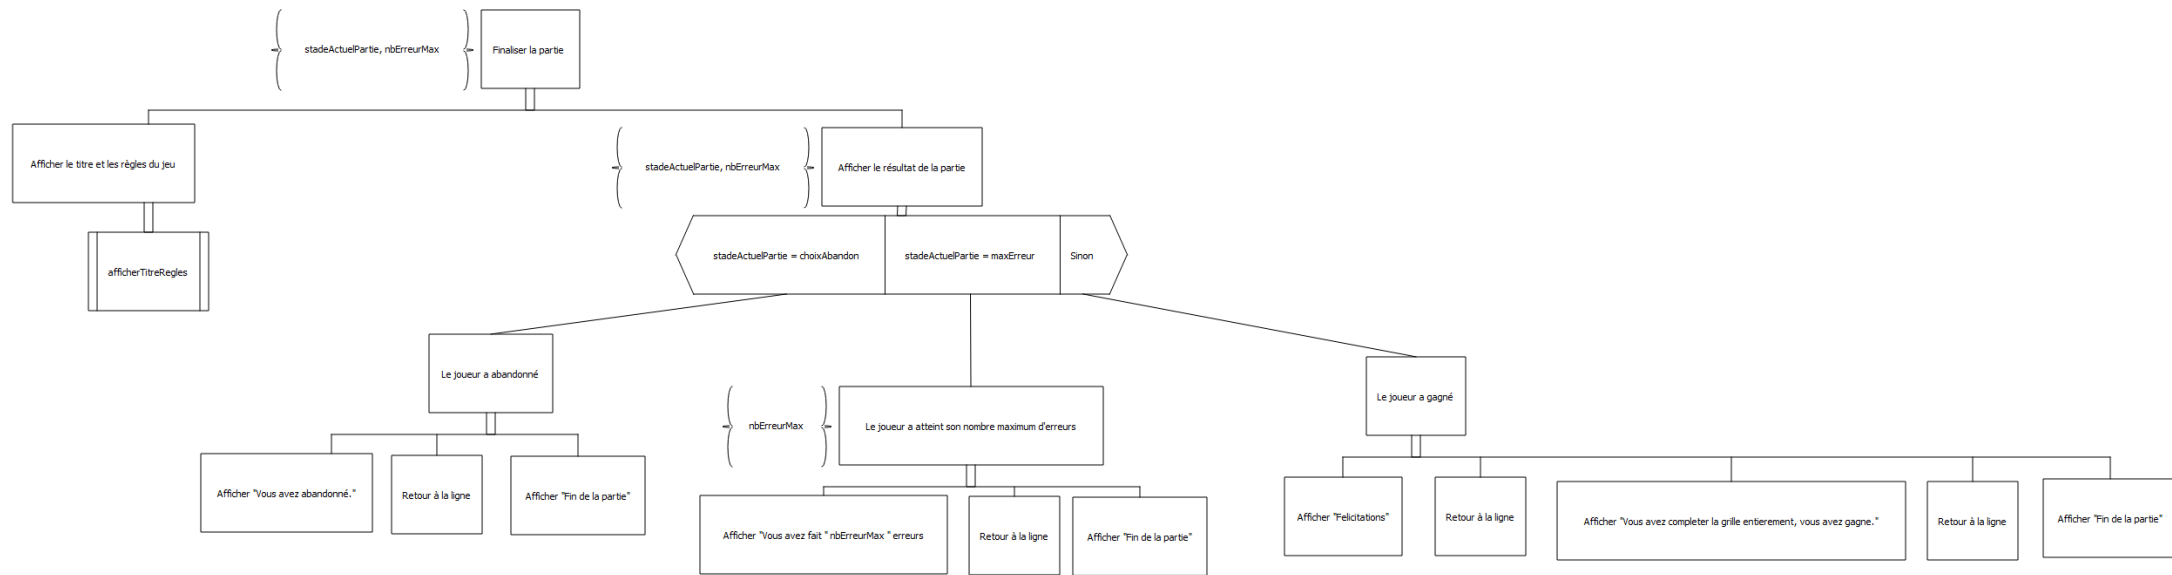 stadeActuelPartie, nbErreurMax
Finaliser la partie
Afficher le titre et les règles du jeu
stadeActuelPartie, nbErreurMax
Afficher le résultat de la partie
afficherTitreRegles
stadeActuelPartie = choixAbandon
stadeActuelPartie = maxErreur
Sinon
Le joueur a abandonné
nbErreurMax
Le joueur a atteint son nombre maximum d'erreurs
Le joueur a gagné
Afficher "Vous avez abandonné."
Retour à la ligne
Afficher "Fin de la partie"
Afficher "Vous avez fait " nbErreurMax " erreurs
Retour à la ligne
Afficher "Fin de la partie"
Afficher "Felicitations"
Retour à la ligne
Afficher "Vous avez completer la grille entierement, vous avez gagne."
Retour à la ligne
Afficher "Fin de la partie"